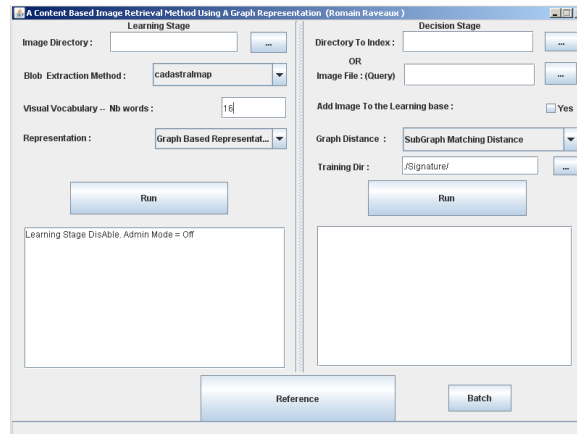 A Content Based Image Retrieval Method Using A Graph Representation (Romain Raveaux )
Learning Stage
Image Directory :
...
Blob Extraction Method :
cadastralmap
Visual Vocabulary -- Nb words :
16
Representation :
Graph Based Representat...
Run
Learning Stage DisAble. Admin Mode = Off
Decision Stage
Directory To Index :
...
OR
Image File : (Query)
...
Add Image To the Learning base :
Yes
Graph Distance :
SubGraph Matching Distance
Training Dir :
/Signature/
...
Run
Reference
Batch